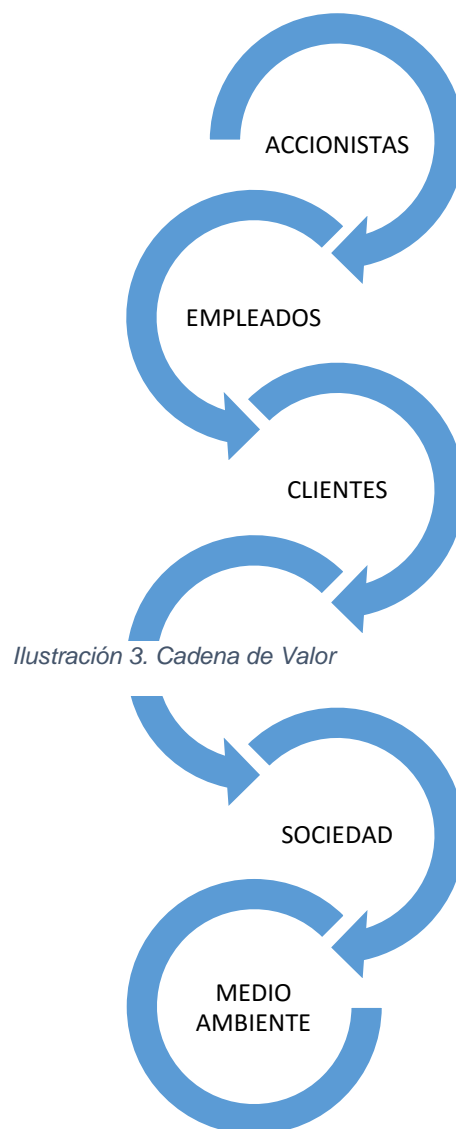 ACCIONISTAS
EMPLEADOS
CLIENTES
Ilustración 3. Cadena de Valor
SOCIEDAD
MEDIO
AMBIENTE